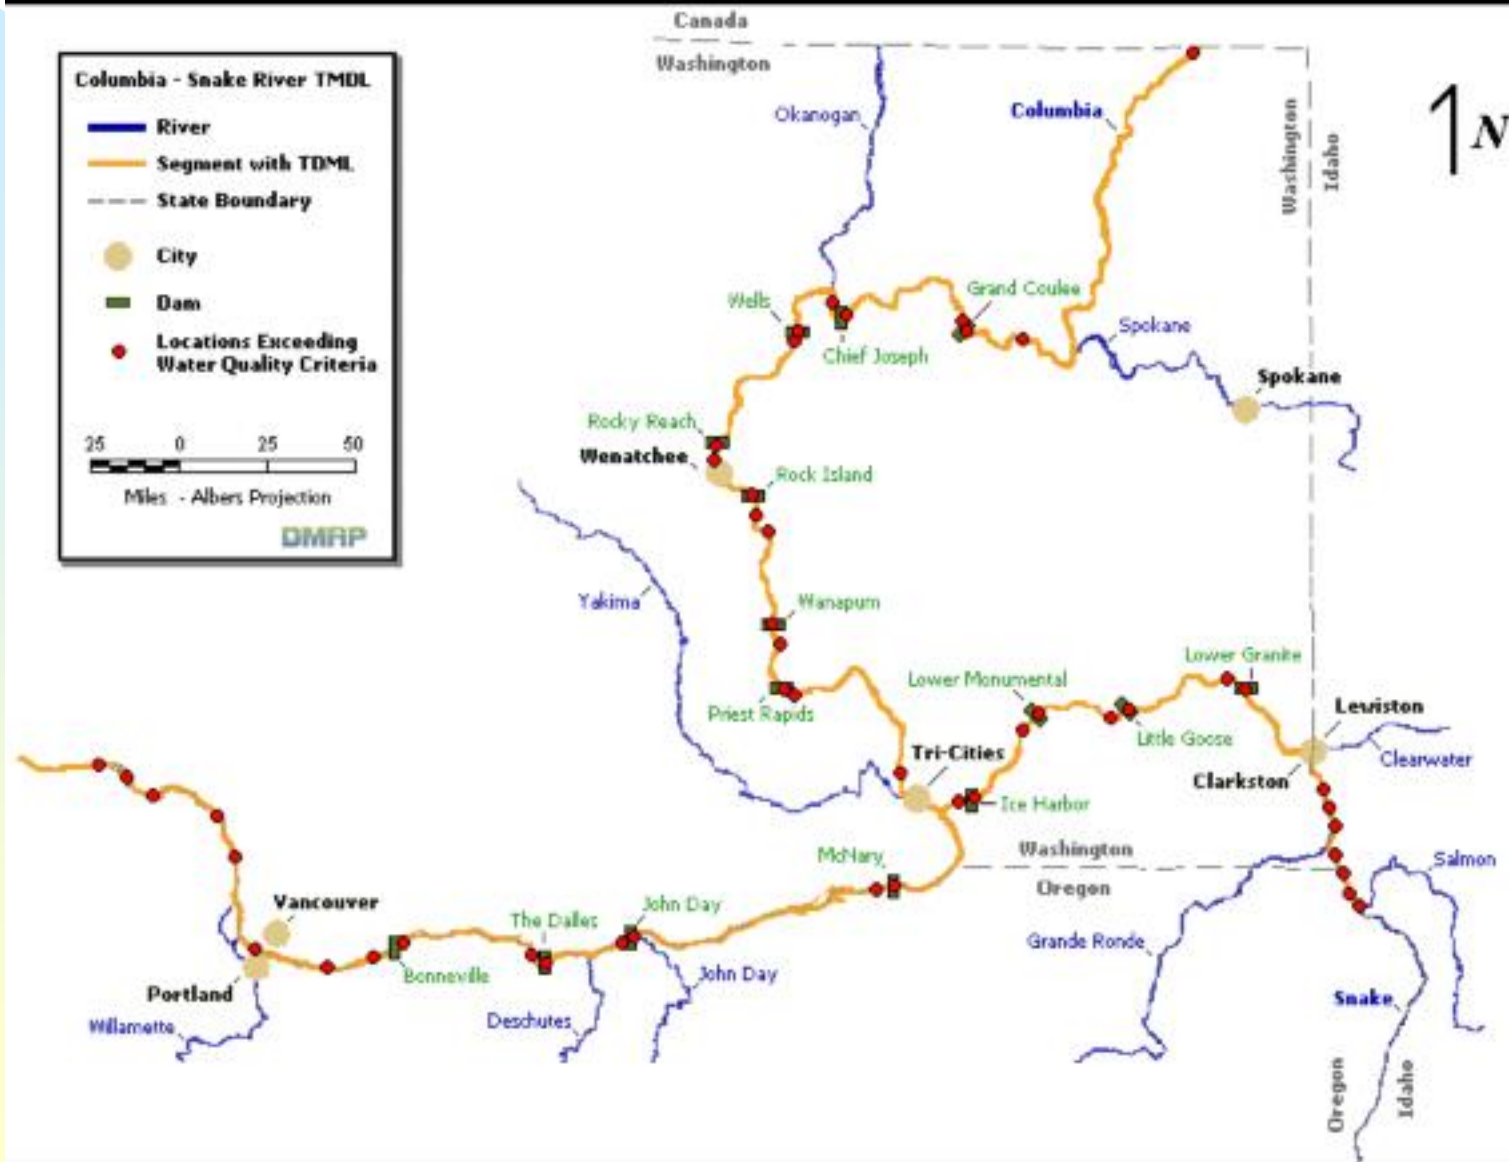 Canada
Washington
Columbia - Snake River TMDL
River
Segment with TDML
State Boundary
City
Dam
Locations Exceeding
Water Quality Criteria
25 0 25 50
Miles - Albers Projection
DMRP
N
Okanogan
Columbia
Washington
Idaho
Wells
Grand Coulee
Chief Joseph
Spokane
Spokane
Rocky Reach
Wenatchee
Rock Island
Yakima
Wanapum
Priest Rapids
Lower Monumental
Lower Granite
Little Goose
Lewiston
Clearwater
Clarkston
Tri-Cities
Ice Harbor
McNary
Washington
Oregon
Salmon
Vancouver
The Dalles
John Day
Bonneville
Grande Ronde
John Day
Portland
Willamette
Deschutes
Snake
Oregon
Idaho